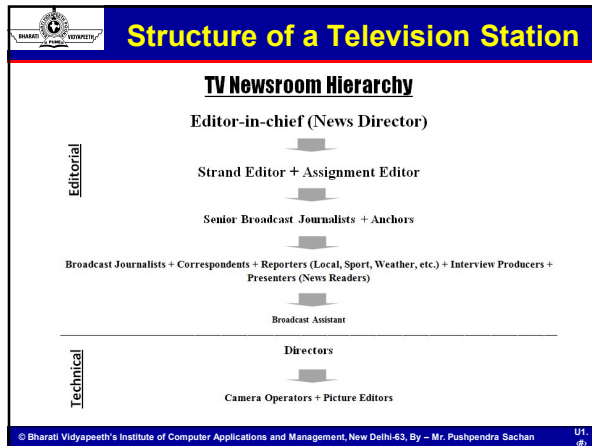 BHARATI VIDYAPEETH
PUNE
Structure of a Television Station
TV Newsroom Hierarchy
Editor-in-chief (News Director)
Editorial
Strand Editor + Assignment Editor
Senior Broadcast Journalists + Anchors
Broadcast Journalists + Correspondents + Reporters (Local, Sport, Weather, etc.) + Interview Producers +
Presenters (News Readers)
Broadcast Assistant
Technical
Directors
Camera Operators + Picture Editors
© Bharati Vidyapeeth's Institute of Computer Applications and Management, New Delhi-63, By – Mr. Pushpendra Sachan
U1.
‹#›